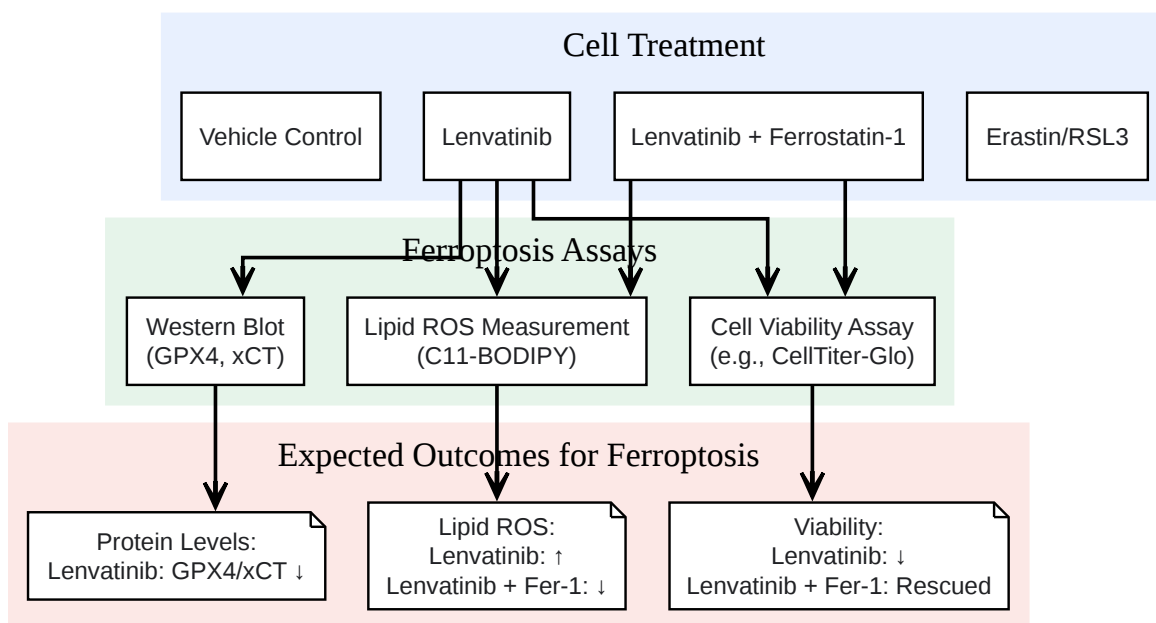 Cell Treatment
Vehicle Control
Lenvatinib
Lenvatinib + Ferrostatin-1
Erastin/RSL3
Ferroptosis Assays
Western Blot
(GPX4, xCT)
Lipid ROS Measurement
(C11-BODIPY)
Cell Viability Assay
(e.g., CellTiter-Glo)
Expected Outcomes for Ferroptosis
Protein Levels:
Lenvatinib: GPX4/xCT ↓
Lipid ROS:
Lenvatinib: ↑
Lenvatinib + Fer-1: ↓
Viability:
Lenvatinib: ↓
Lenvatinib + Fer-1: Rescued